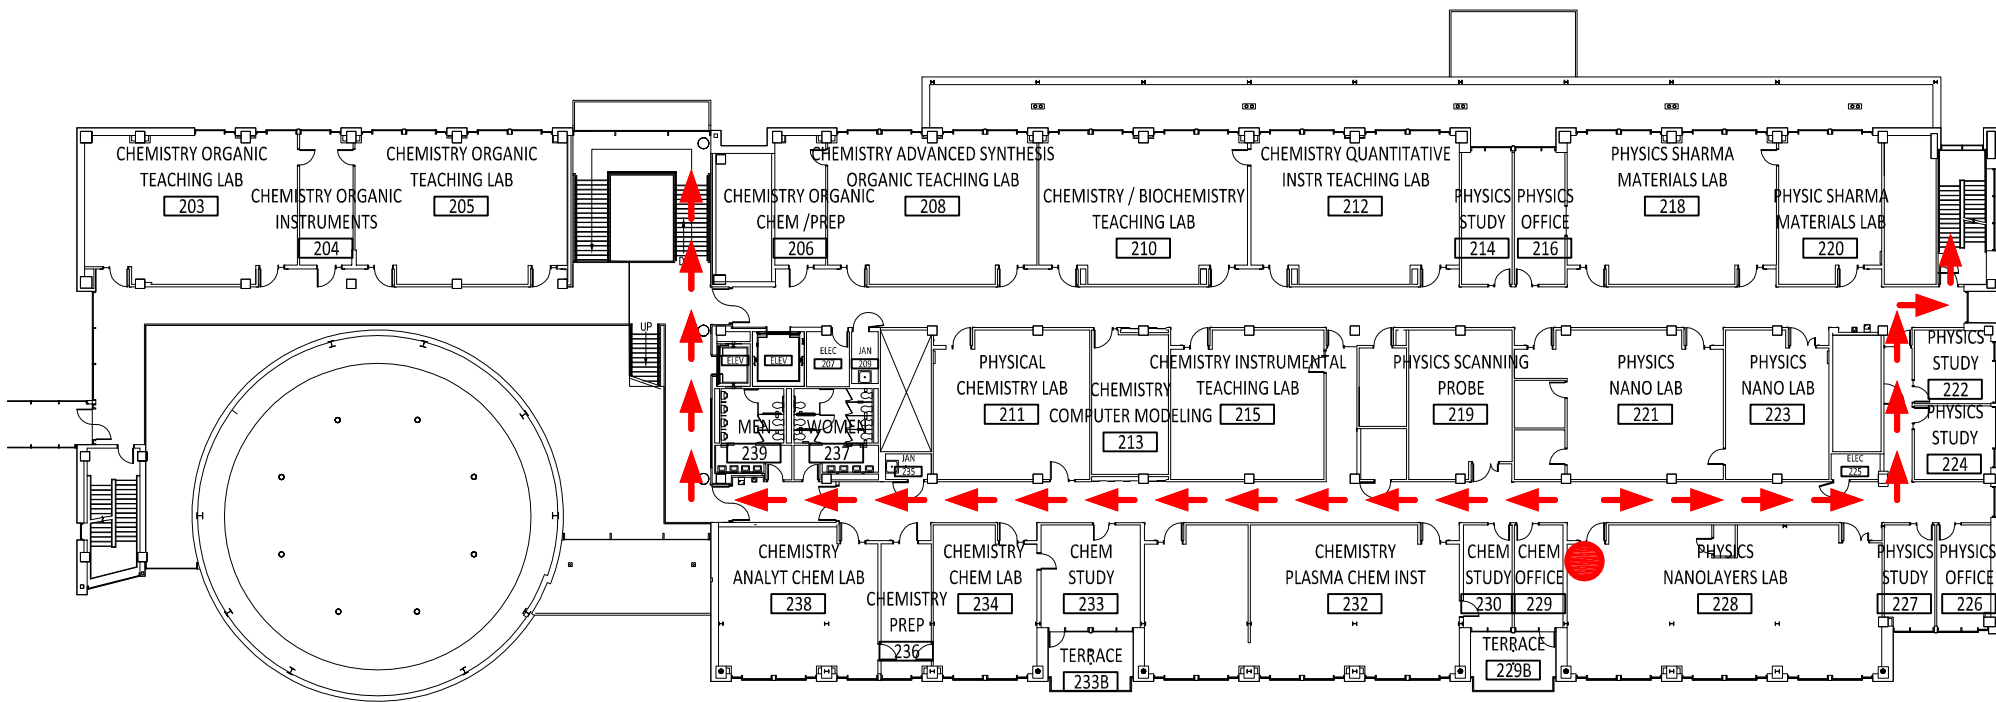 CHEMISTRY ORGANIC
TEACHING LAB
203
CHEMISTRY ORGANIC
INSTRUMENTS
204
CHEMISTRY ORGANIC
TEACHING LAB
205
CHEMISTRY ORGANIC
CHEM /PREP
206
CHEMISTRY ADVANCED SYNTHESIS
ORGANIC TEACHING LAB
208
CHEMISTRY / BIOCHEMISTRY
TEACHING LAB
210
CHEMISTRY QUANTITATIVE
INSTR TEACHING LAB
212
PHYSICS
STUDY
214
PHYSICS
OFFICE
216
PHYSICS SHARMA
MATERIALS LAB
218
PHYSIC SHARMA
MATERIALS LAB
220
UP
ELEV
ELEV
ELEC
207
JAN
209
PHYSICAL
CHEMISTRY LAB
211
CHEMISTRY
COMPUTER MODELING
213
CHEMISTRY INSTRUMENTAL
TEACHING LAB
215
PHYSICS SCANNING
PROBE
219
PHYSICS
NANO LAB
221
PHYSICS
NANO LAB
223
PHYSICS
STUDY
222
PHYSICS
STUDY
224
MEN
239
WOMEN
237
JAN
235
ELEC
225
CHEMISTRY
ANALYT CHEM LAB
238
CHEMISTRY
PREP
236
CHEMISTRY
CHEM LAB
234
CHEM
STUDY
233
TERRACE
233B
CHEMISTRY
PLASMA CHEM INST
232
CHEM
STUDY
230
CHEM
OFFICE
229
TERRACE
229B
PHYSICS
NANOLAYERS LAB
228
PHYSICS
STUDY
227
PHYSICS
OFFICE
226